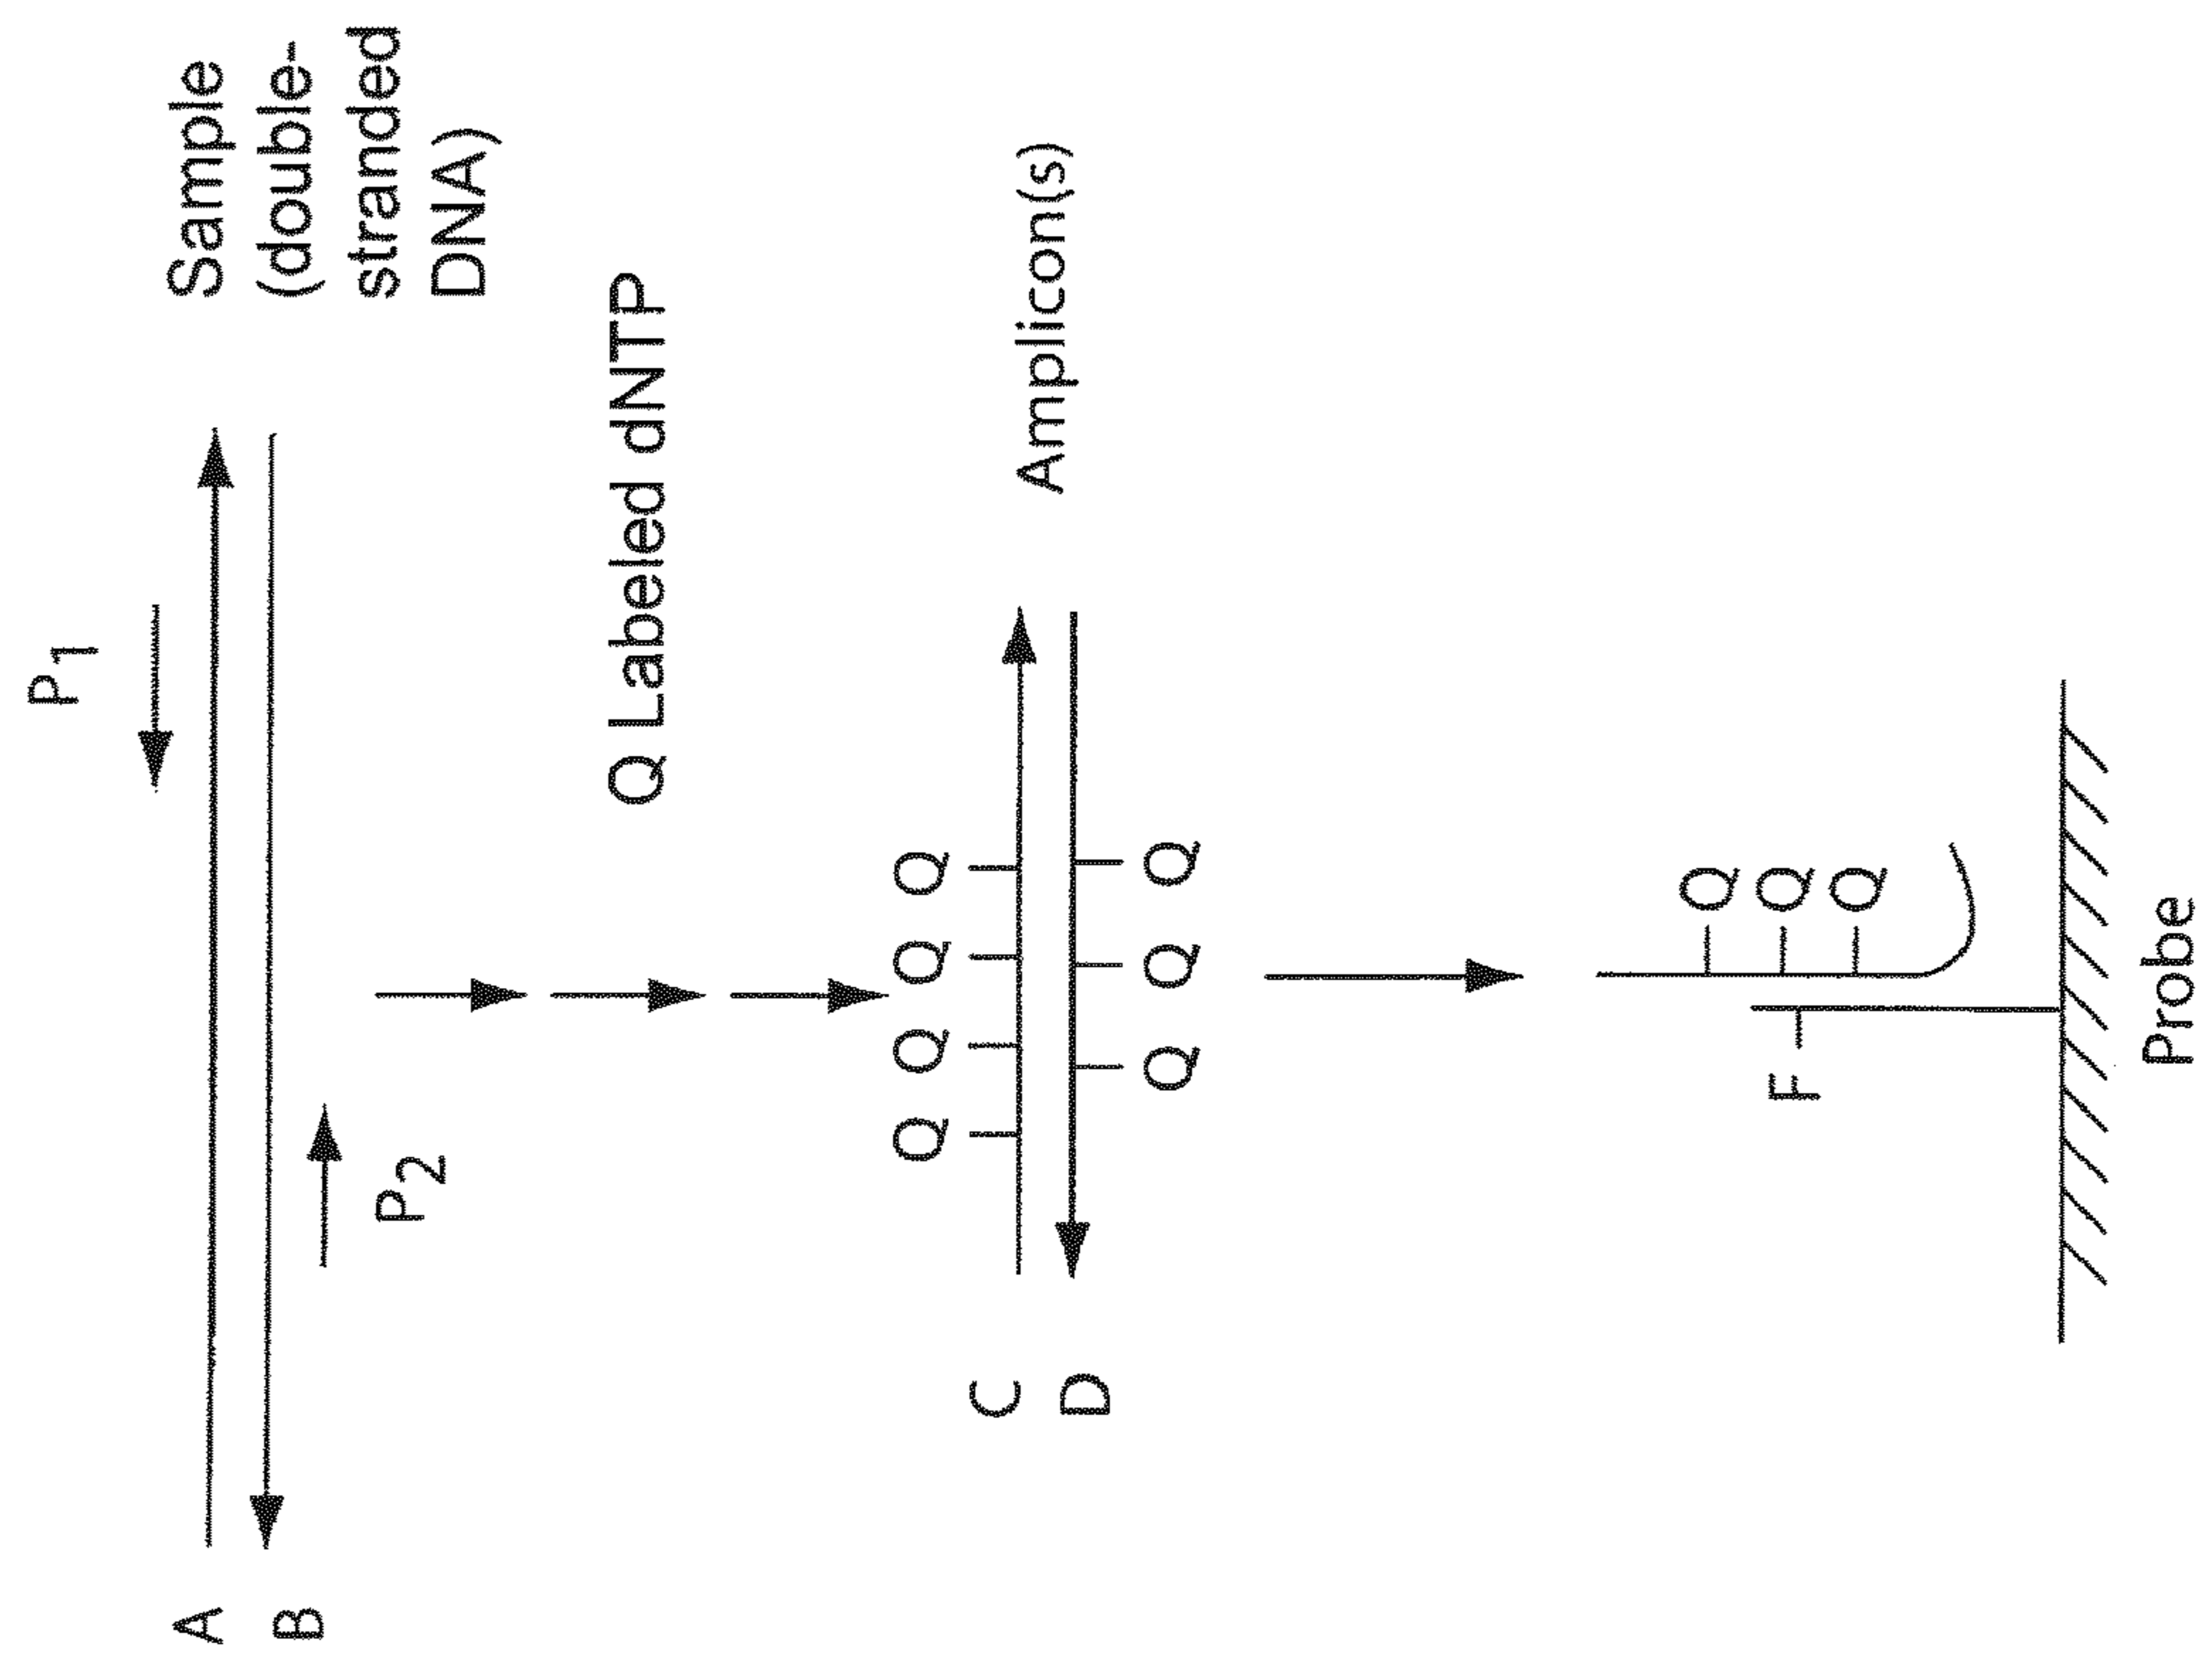 P1
A
Sample
(double-
stranded
DNA)
B
P2
Q Labeled dNTP
Q Q Q Q
C
Amplicon(s)
D
Q Q Q
Q
F
Q
Q
Probe